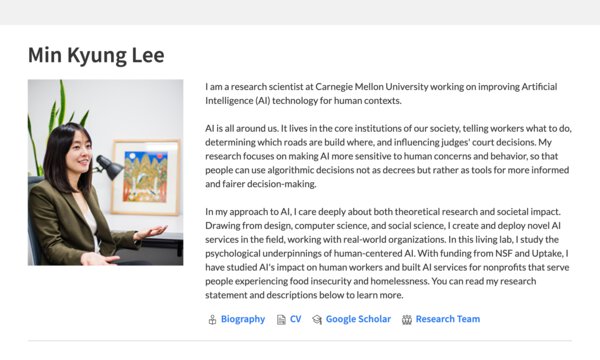 Min Kyung Lee
I am a research scientist at Carnegie Mellon University working on improving Artificial
Intelligence (AI) technology for human contexts.
AI is all around us. It lives in the core institutions of our society, telling workers what to do,
determining which roads are build where, and influencing judges' court decisions. My
research focuses on making AI more sensitive to human concerns and behavior, so that
people can use algorithmic decisions not as decrees but rather as tools for more informed
and fairer decision-making.
In my approach to AI, I care deeply about both theoretical research and societal impact.
Drawing from design, computer science, and social science, I create and deploy novel AI
services in the field, working with real-world organizations. In this living lab, I study the
psychological underpinnings of human-centered AI. With funding from NSF and Uptake, I
have studied AI's impact on human workers and built AI services for nonprofits that serve
people experiencing food insecurity and homelessness. You can read my research
statement and descriptions below to learn more.
Biography CV Google Scholar Research Team